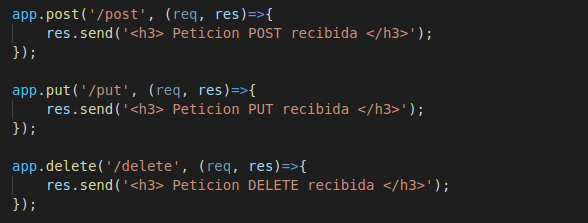 app.post('/post', (req, res)=>{
    res.send('<h3> Peticion POST recibida </h3>');
});

app.put('/put', (req, res)=>{
    res.send('<h3> Peticion PUT recibida </h3>');
});

app.delete('/delete', (req, res)=>{
    res.send('<h3> Peticion DELETE recibida </h3>');
});